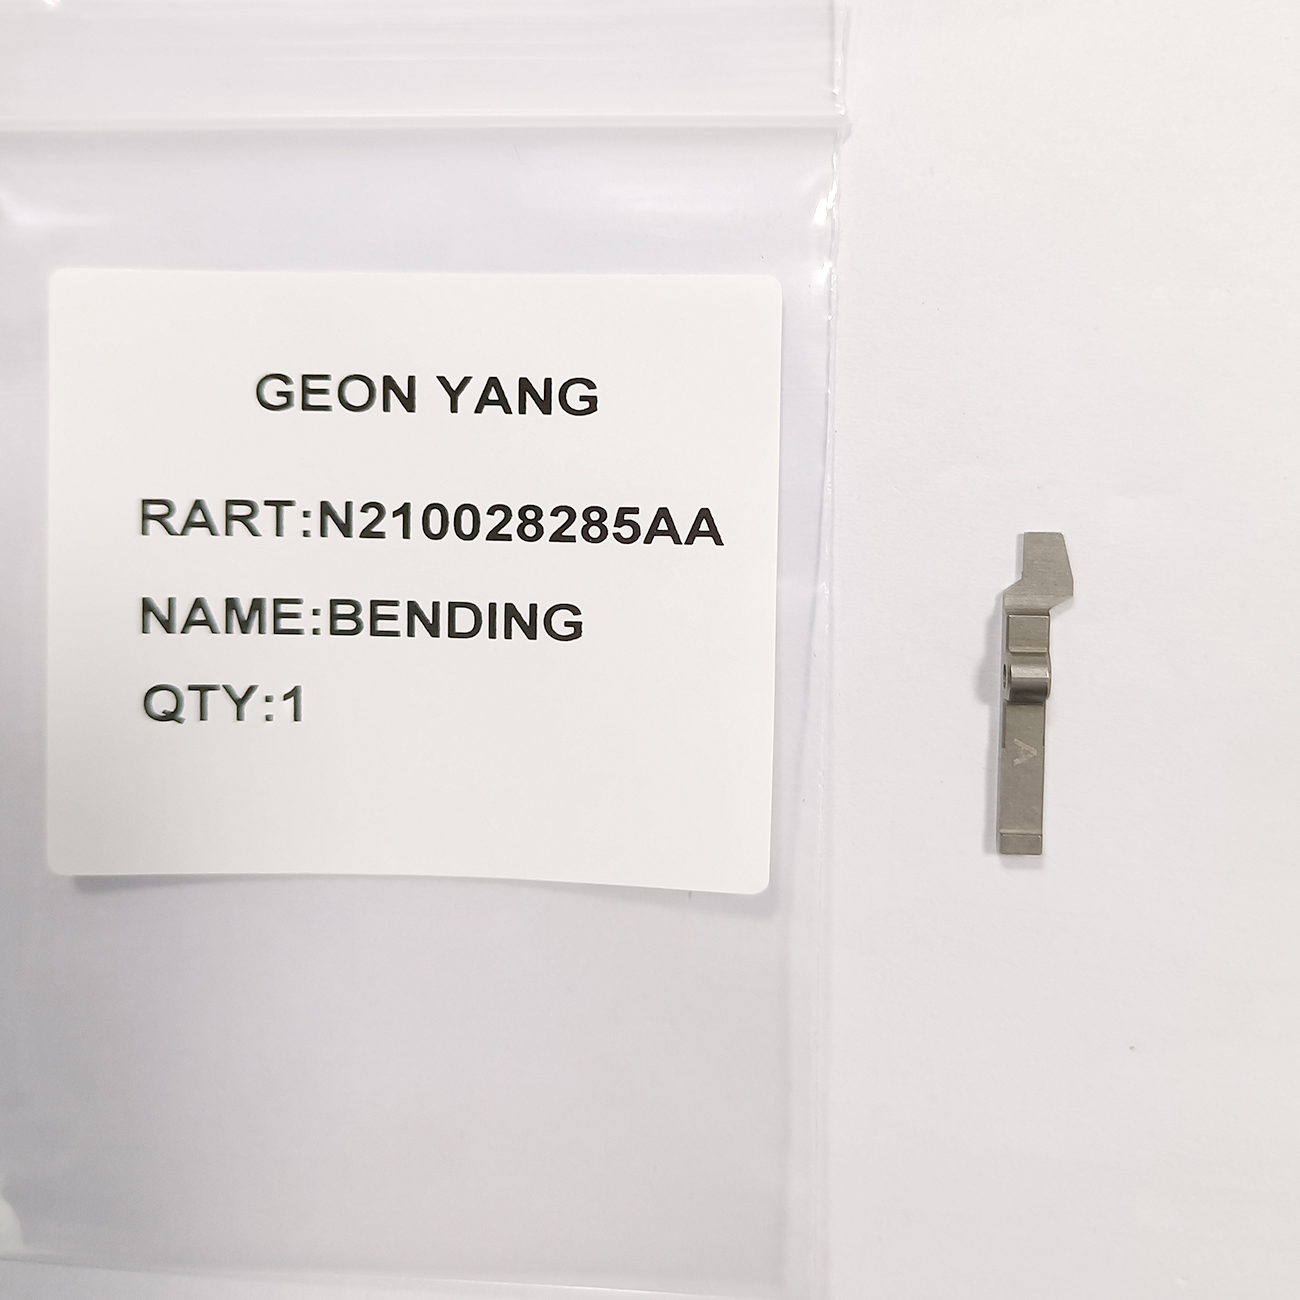 GEON YANG
RART:N210028285AA
NAME:BENDING
QTY:1
A